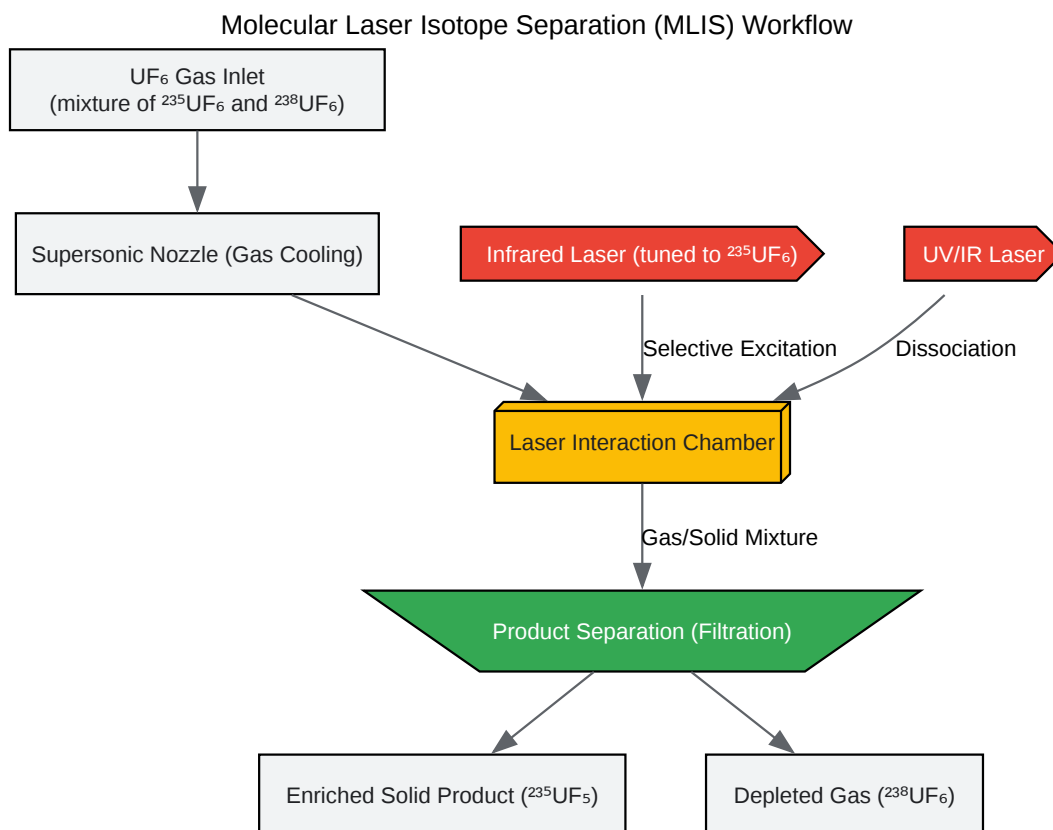 Molecular Laser Isotope Separation (MLIS) Workflow
UF₆ Gas Inlet
(mixture of ²³⁵UF₆ and ²³⁸UF₆)
Supersonic Nozzle (Gas Cooling)
Infrared Laser (tuned to ²³⁵UF₆)
UV/IR Laser
Selective Excitation
Dissociation
Laser Interaction Chamber
Gas/Solid Mixture
Product Separation (Filtration)
Enriched Solid Product (²³⁵UF₅)
Depleted Gas (²³⁸UF₆)